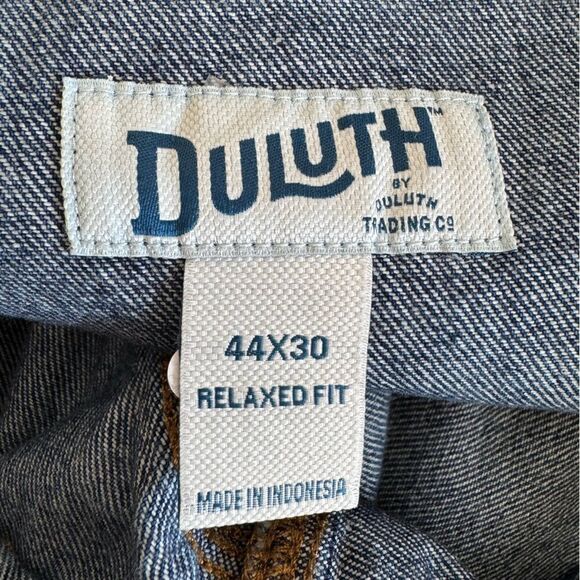 DULUTH™
BY
DULUTH
TRADING Co
44X30
RELAXED FIT
MADE IN INDONESIA